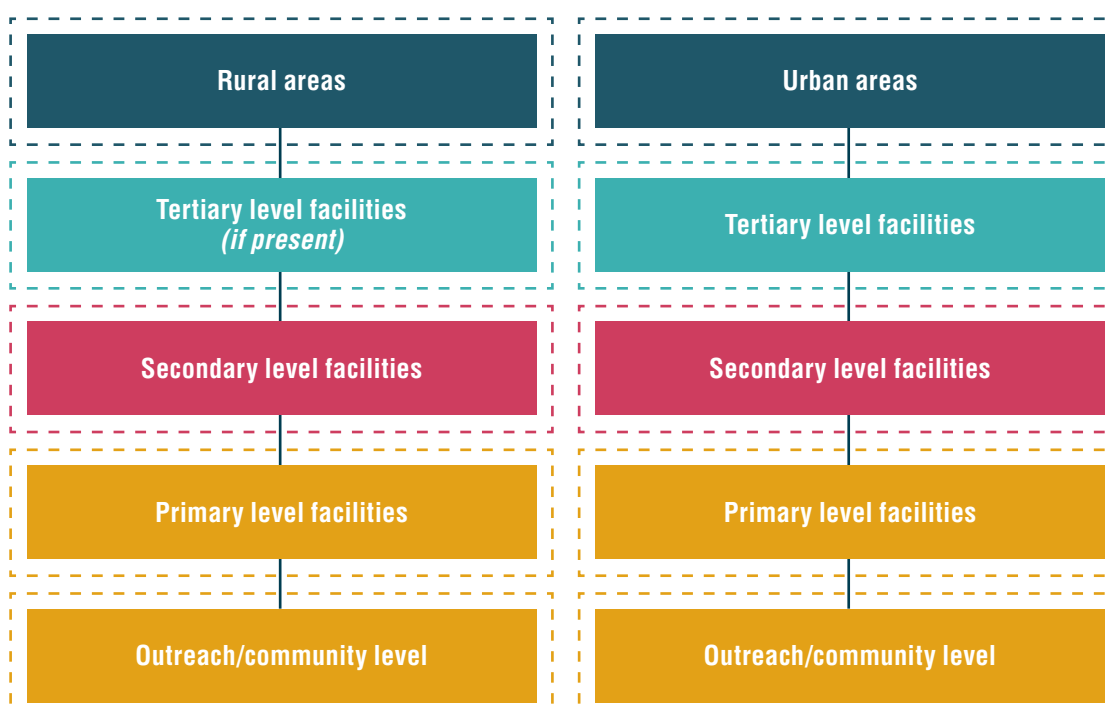 Rural areas
Tertiary level facilities
(if present)
Secondary level facilities
Primary level facilities
Outreach/community level
Urban areas
Tertiary level facilities
Secondary level facilities
Primary level facilities
Outreach/community level